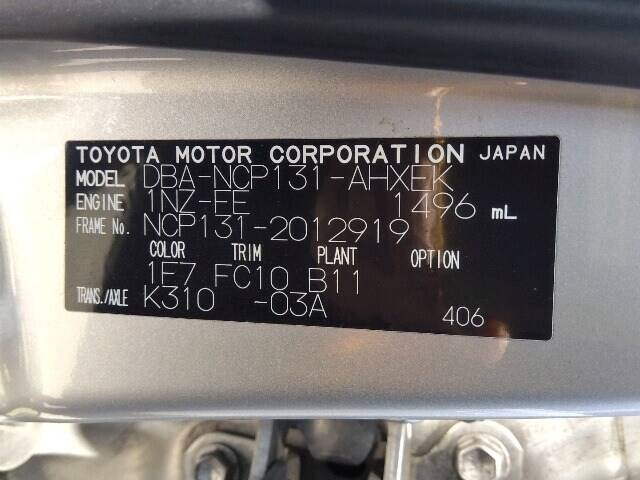 TOYOTA MOTOR CORPORATION JAPAN
MODEL DBA-NCP131-AHXEK
ENGINE 1NZ-FE 1496 mL
FRAME No. NCP131-2012919
COLOR TRIM PLANT OPTION
1F7 FC10 B11
TRANS./AXLE K310 -03A
406